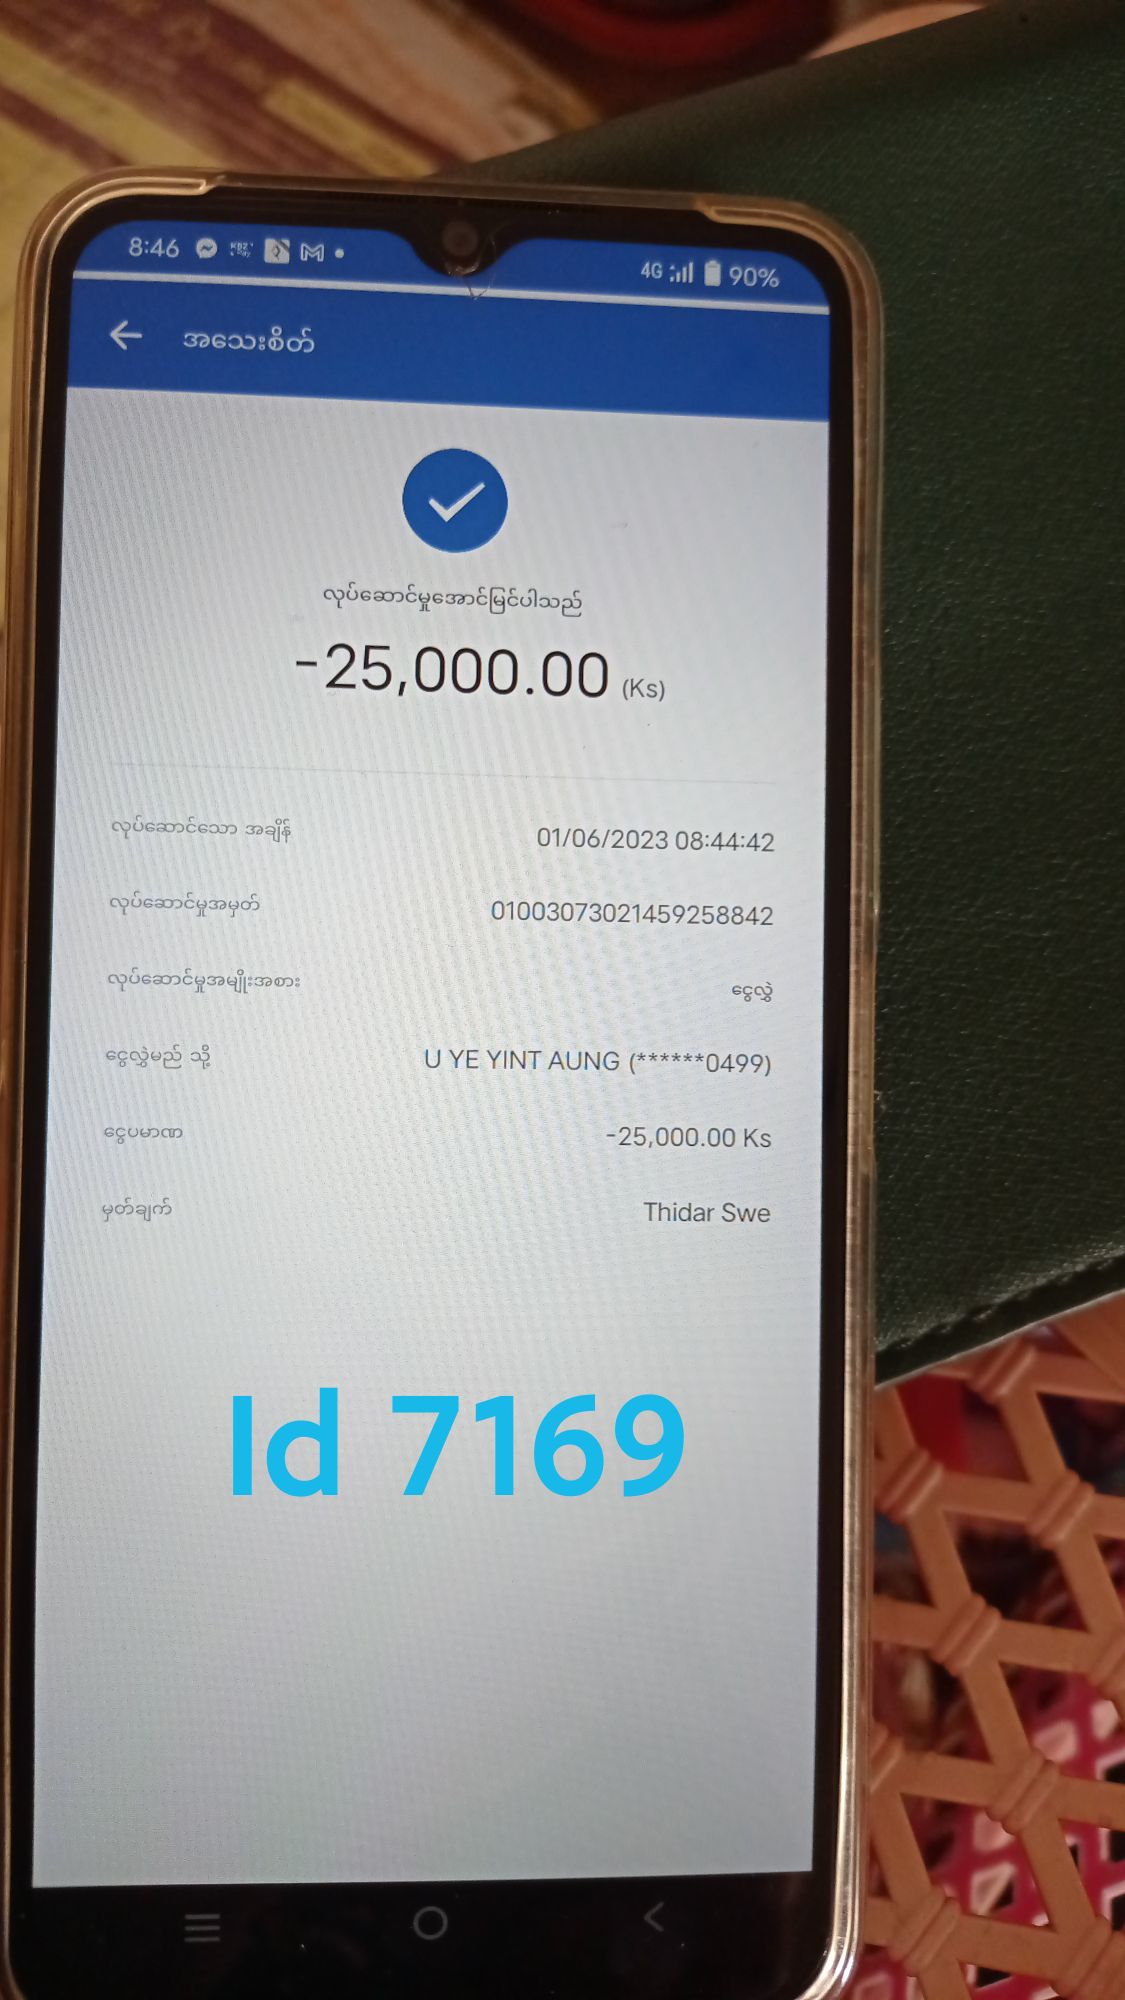 8:46
4G 90%
အသေးစိတ်
လုပ်ဆောင်မှုအောင်မြင်ပါသည်
-25,000.00 (Ks)
လုပ်ဆောင်သော အချိန် 01/06/2023 08:44:42
လုပ်ဆောင်မှုအမှတ် 01003073021459258842
လုပ်ဆောင်မှုအမျိုးအစား ငွေလွှဲ
ငွေလွှဲမည် သို့ U YE YINT AUNG (******0499)
ငွေပမာဏ -25,000.00 Ks
မှတ်ချက် Thidar Swe
Id 7169